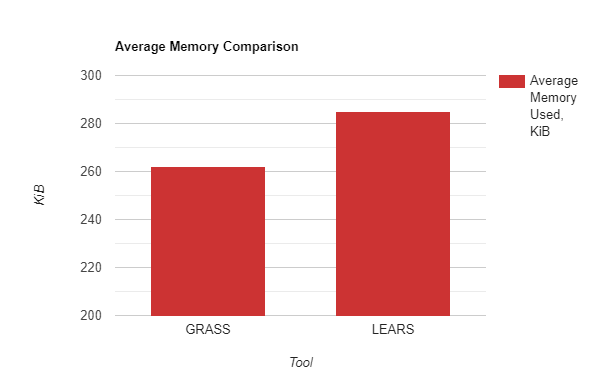 Average Memory Comparison
300
280
260
240
220
200
KiB
GRASS
LEARS
Tool
Average
Memory
Used,
KiB